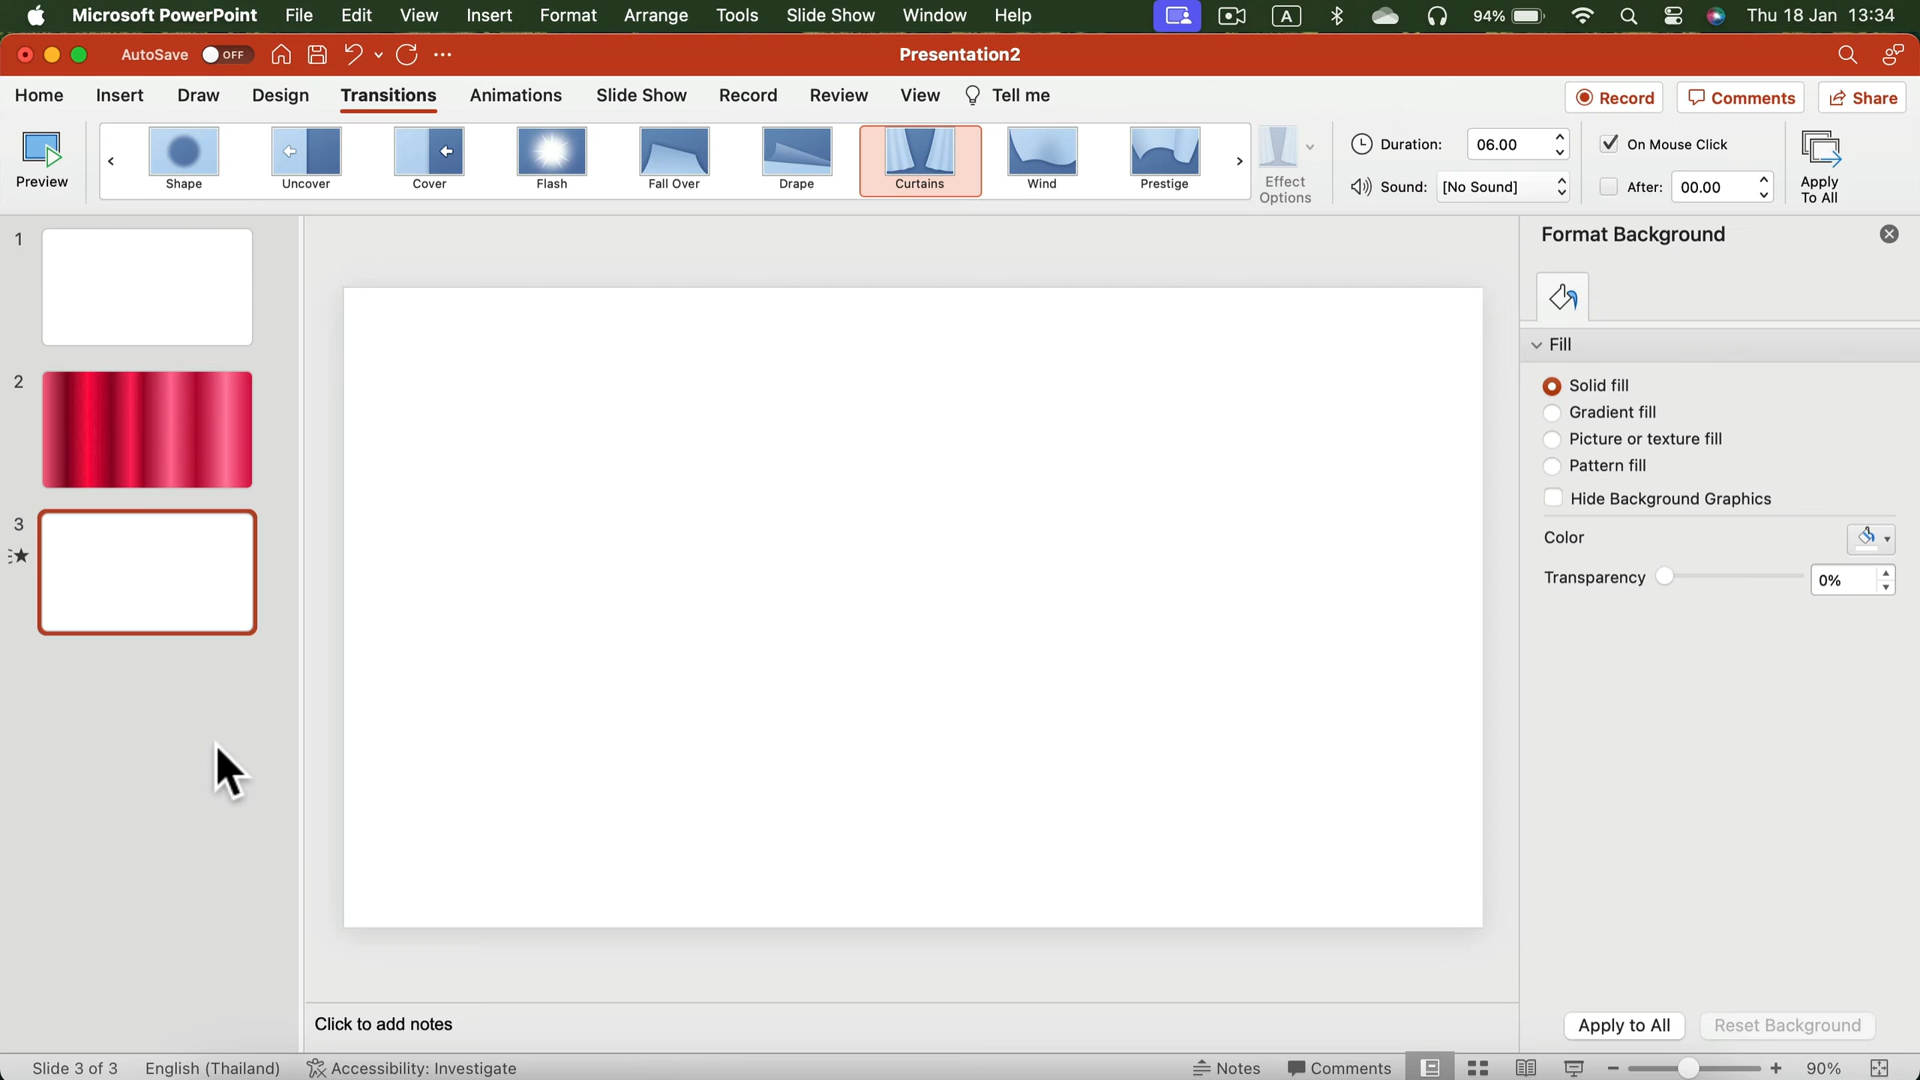 Microsoft PowerPoint File Edit View Insert Format Arrange Tools Slide Show Window Help A 94% Thu 18 Jan 13:34
AutoSave OFF Presentation2
Home Insert Draw Design Transitions Animations Slide Show Record Review View Tell me Record Comments Share
Preview Shape Uncover Cover Flash Fall Over Drape Curtains Wind Prestige
Effect
Options
Duration: 06.00
Sound: [No Sound]
On Mouse Click
After: 00.00
Apply
To All
1
2
3
Format Background
Fill
Solid fill
Gradient fill
Picture or texture fill
Pattern fill
Hide Background Graphics
Color
Transparency 0%
Click to add notes
Apply to All Reset Background
Slide 3 of 3 English (Thailand) Accessibility: Investigate Notes Comments 90%